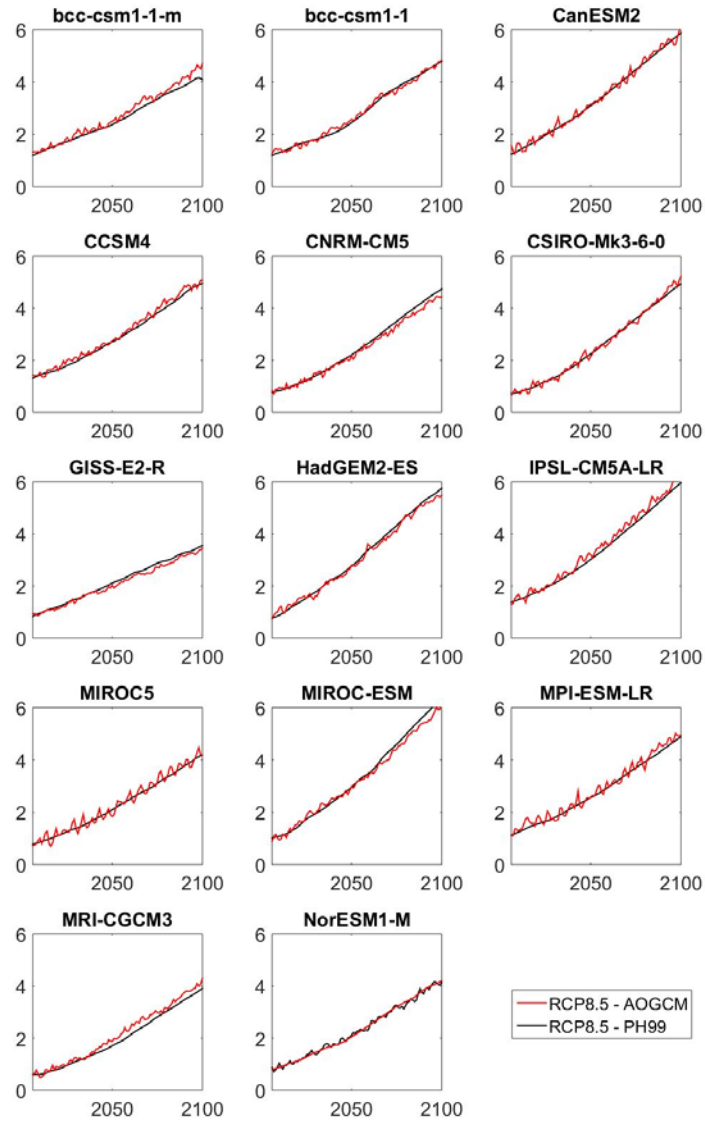 bcc-csm1-1-m bcc-csm1-1 CanESM2
6 6 6
4 4 4
2 2 2
0 0 0
2050 2100 2050 2100 2050 2100
CCSM4 CNRM-CM5 CSIRO-Mk3-6-0
6 6 6
4 4 4
2 2 2
0 0 0
2050 2100 2050 2100 2050 2100
GISS-E2-R HadGEM2-ES IPSL-CM5A-LR
6 6 6
4 4 4
2 2 2
0 0 0
2050 2100 2050 2100 2050 2100
MIROC5 MIROC-ESM MPI-ESM-LR
6 6 6
4 4 4
2 2 2
0 0 0
2050 2100 2050 2100 2050 2100
MRI-CGCM3 NorESM1-M
6 6
4 4
2 2
0 0
2050 2100 2050 2100
RCP8.5 - AOGCM
RCP8.5 - PH99